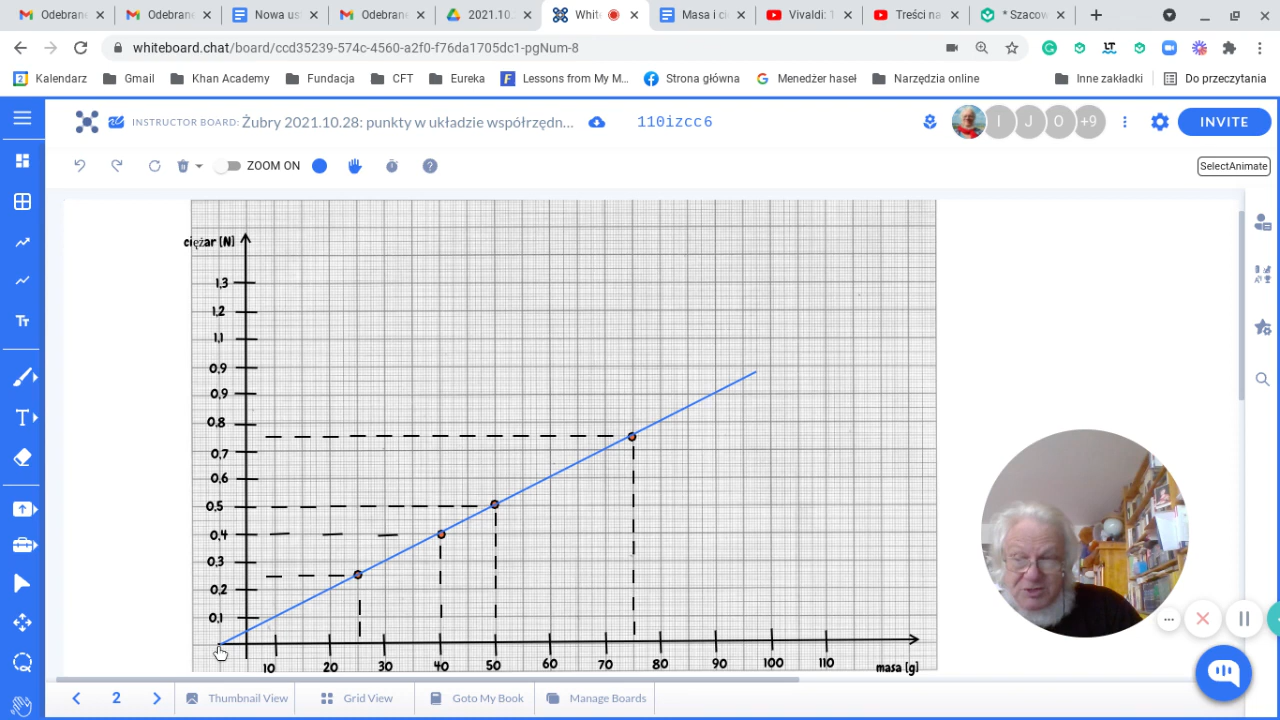 Odebrane
Odebrane
Nowa us
Odebrane
2021.10.
White
Masa i cie
Vivaldi: T
Treści na
* Szacow
whiteboard.chat/board/ccd35239-574c-4560-a2f0-f76da1705dc1-pgNum-8
Kalendarz
Gmail
Khan Academy
Fundacja
CFT
Eureka
Lessons from My M...
Strona główna
Menedżer haseł
Narzędzia online
Inne zakładki
Do przeczytania
INSTRUCTOR BOARD: Żubry 2021.10.28: punkty w układzie współrzędn...
110izcc6
I
J
O
+9
INVITE
ZOOM ON
SelectAnimate
ciężar [N]
1,3
1,2
1,1
0,9
0,9
0,8
0,7
0,6
0,5
0,4
0,3
0,2
0,1
10 20 30 40 50 60 70 80 90 100 110
masa [g]
2
Thumbnail View
Grid View
Goto My Book
Manage Boards